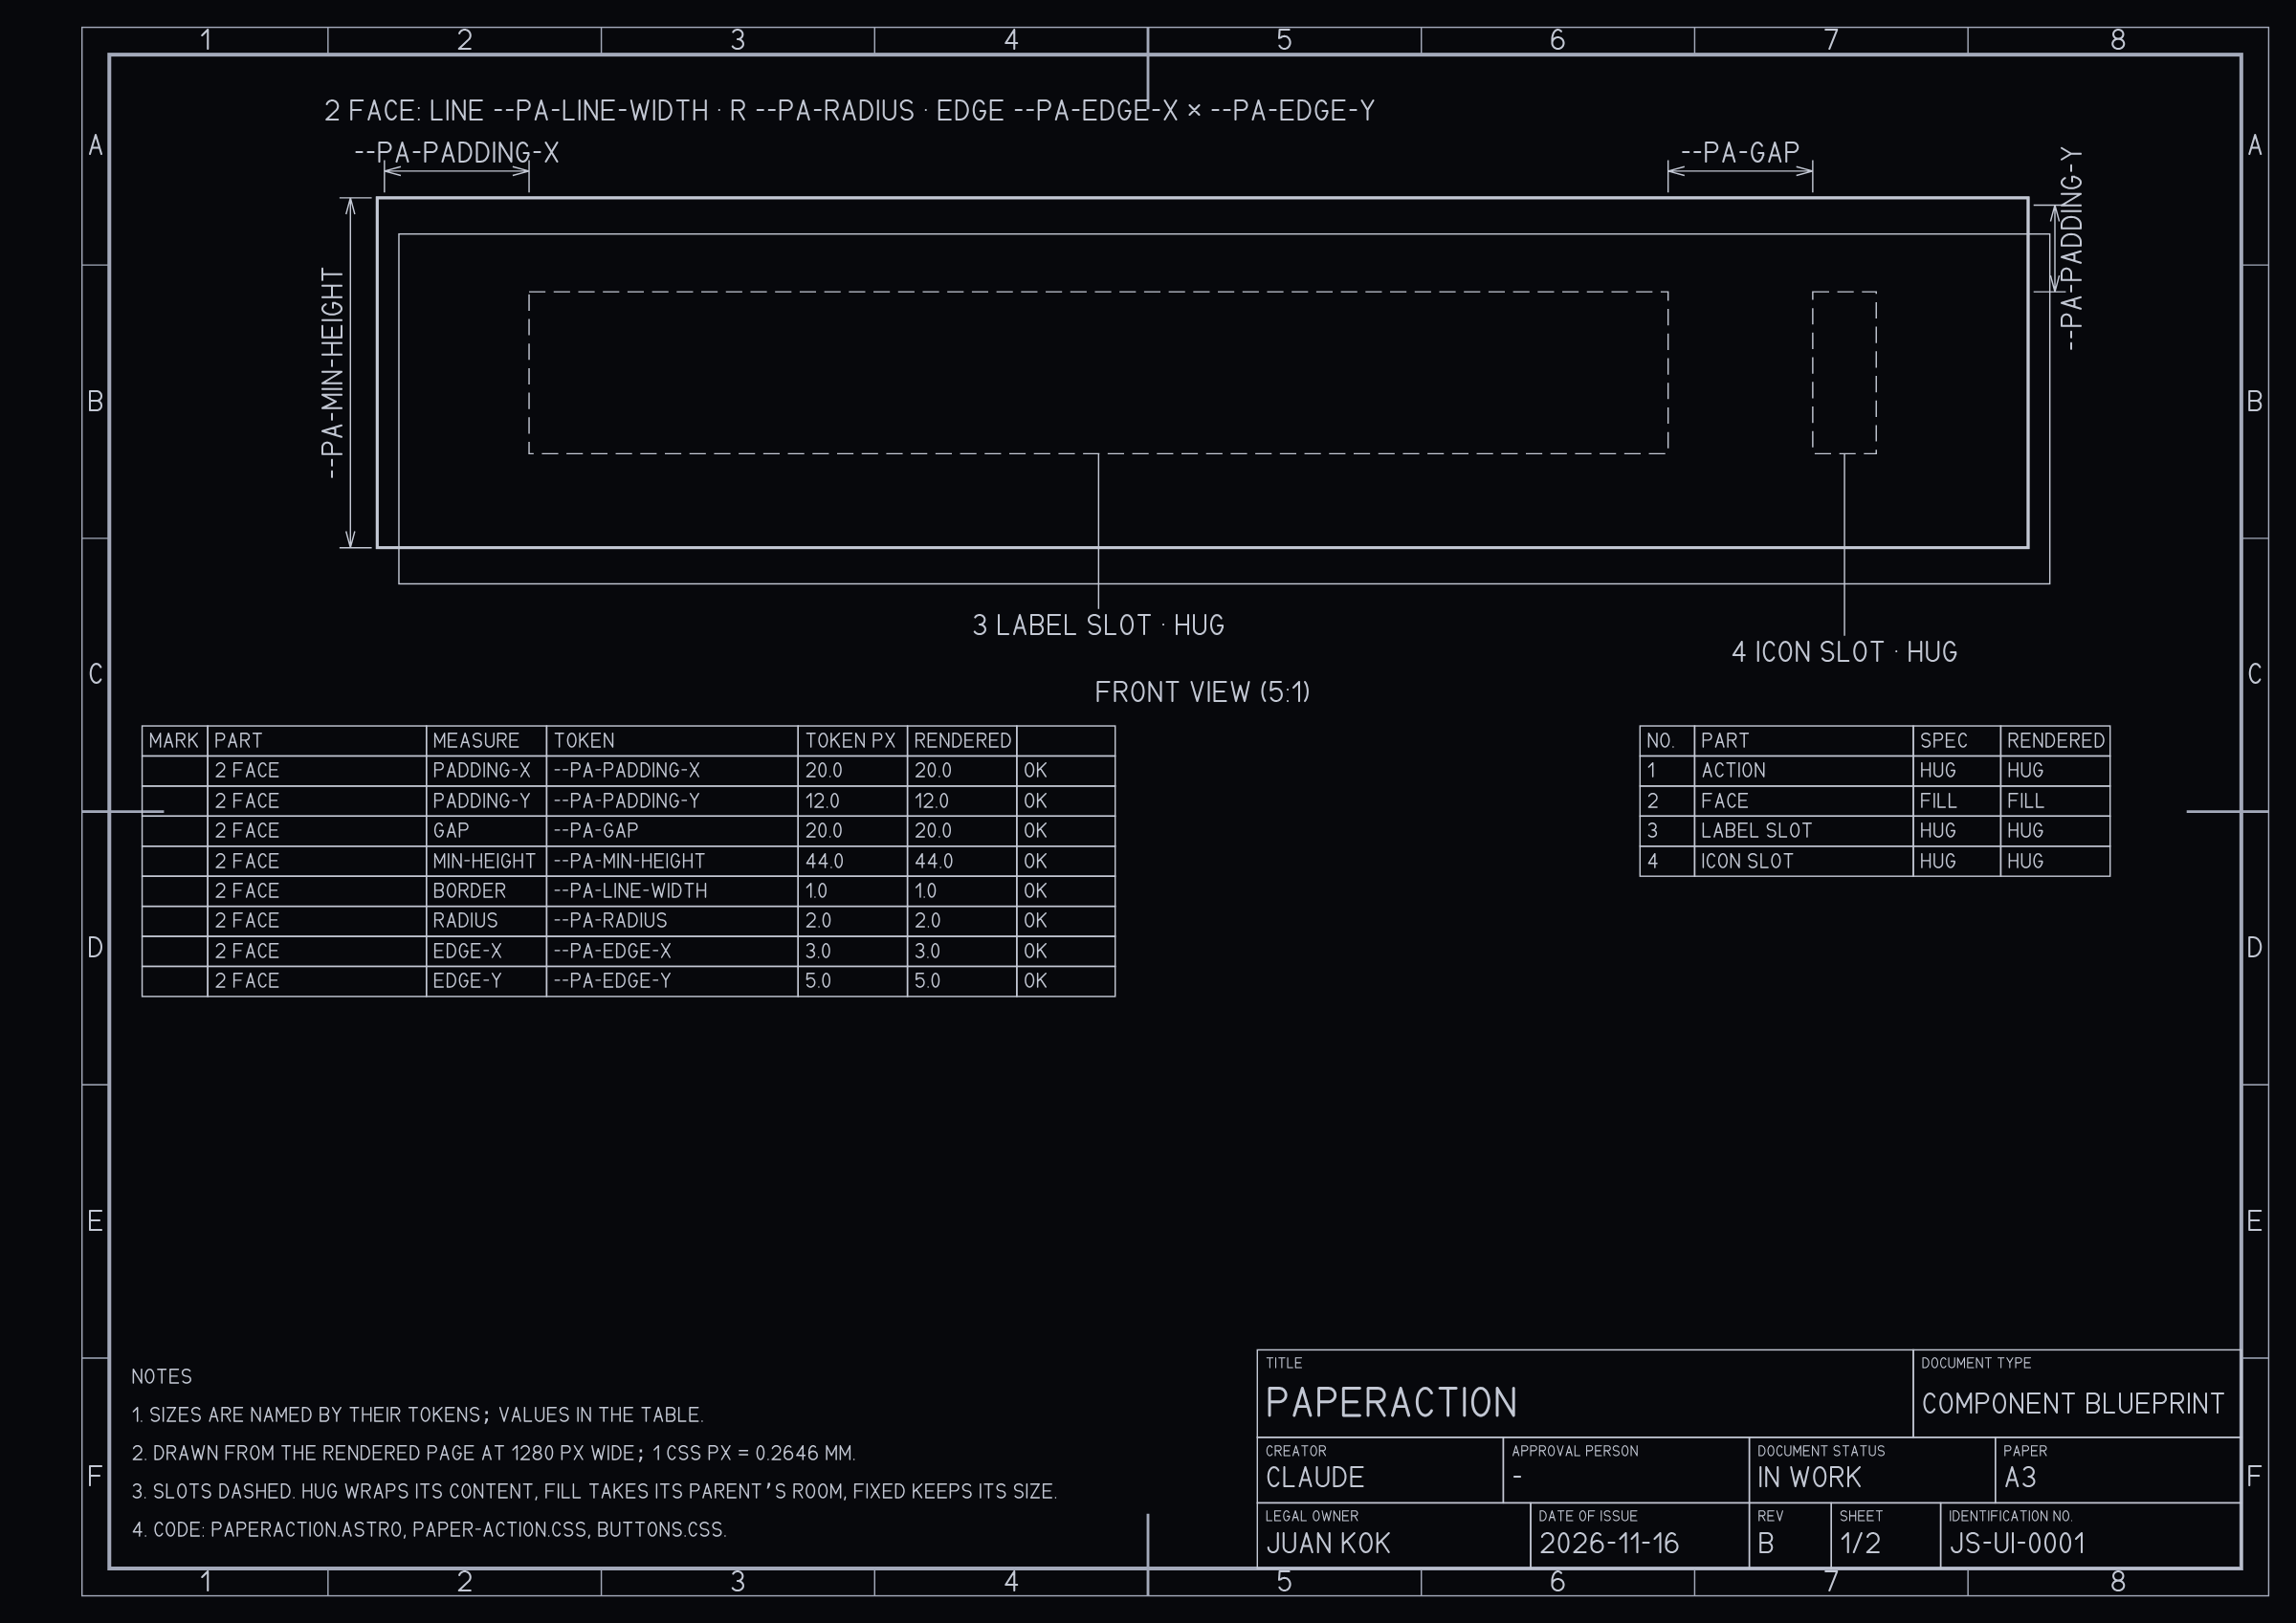 1 2 3 4 5 6 7 8
2 FACE: LINE --PA-LINE-WIDTH · R --PA-RADIUS · EDGE --PA-EDGE-X × --PA-EDGE-Y
A A
--PA-PADDING-X --PA-GAP
--PA-PADDING-Y
--PA-MIN-HEIGHT
B B
3 LABEL SLOT · HUG
4 ICON SLOT · HUG
C C
FRONT VIEW (5:1)
MARK PART MEASURE TOKEN TOKEN PX RENDERED
2 FACE PADDING-X --PA-PADDING-X 20.0 20.0 OK
2 FACE PADDING-Y --PA-PADDING-Y 12.0 12.0 OK
2 FACE GAP --PA-GAP 20.0 20.0 OK
2 FACE MIN-HEIGHT --PA-MIN-HEIGHT 44.0 44.0 OK
2 FACE BORDER --PA-LINE-WIDTH 1.0 1.0 OK
2 FACE RADIUS --PA-RADIUS 2.0 2.0 OK
2 FACE EDGE-X --PA-EDGE-X 3.0 3.0 OK
2 FACE EDGE-Y --PA-EDGE-Y 5.0 5.0 OK
NO. PART SPEC RENDERED
1 ACTION HUG HUG
2 FACE FILL FILL
3 LABEL SLOT HUG HUG
4 ICON SLOT HUG HUG
D D
E E
NOTES
1. SIZES ARE NAMED BY THEIR TOKENS; VALUES IN THE TABLE.
2. DRAWN FROM THE RENDERED PAGE AT 1280 PX WIDE; 1 CSS PX = 0.2646 MM.
3. SLOTS DASHED. HUG WRAPS ITS CONTENT, FILL TAKES ITS PARENT'S ROOM, FIXED KEEPS ITS SIZE.
4. CODE: PAPERACTION.ASTRO, PAPER-ACTION.CSS, BUTTONS.CSS.
TITLE DOCUMENT TYPE
PAPERACTION COMPONENT BLUEPRINT
CREATOR APPROVAL PERSON DOCUMENT STATUS PAPER
CLAUDE - IN WORK A3
F F
LEGAL OWNER DATE OF ISSUE REV SHEET IDENTIFICATION NO.
JUAN KOK 2026-11-16 B 1/2 JS-UI-0001
1 2 3 4 5 6 7 8